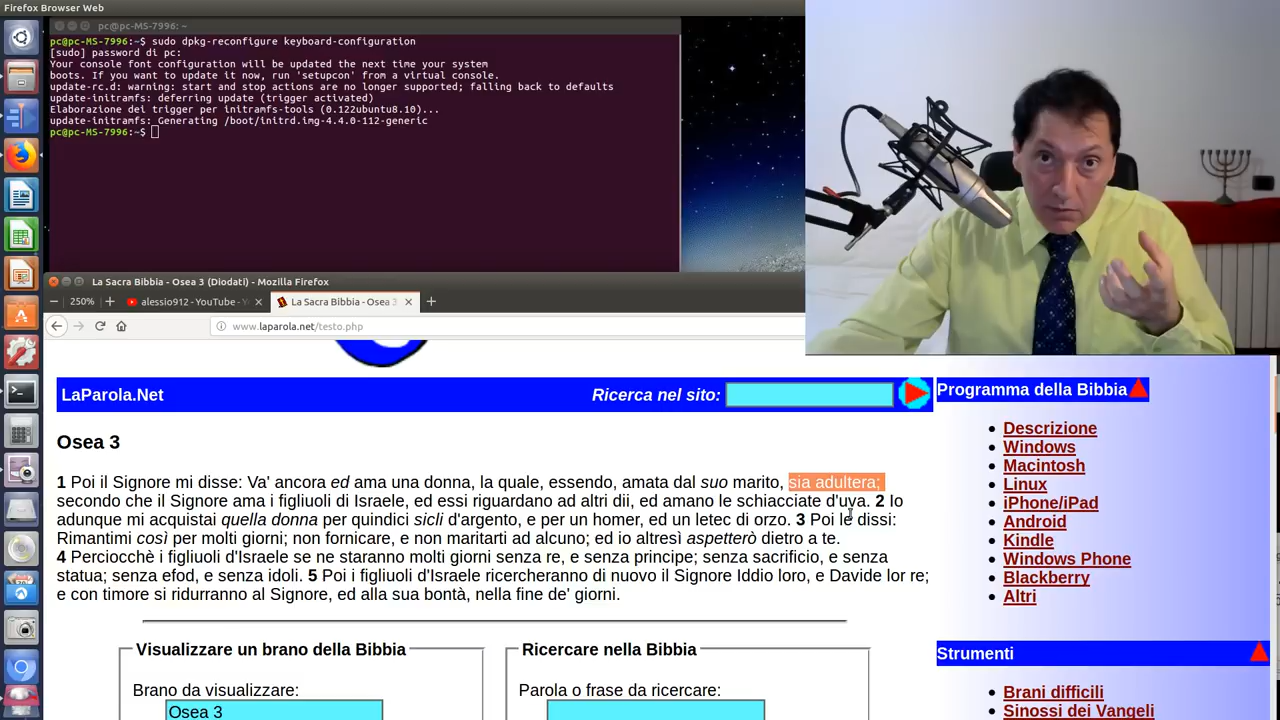 Firefox Browser Web
pc@pc-MS-7996: ~
pc@pc-MS-7996:~$ sudo dpkg-reconfigure keyboard-configuration
[sudo] password di pc:
Your console font configuration will be updated the next time your system
boots. If you want to update it now, run 'setupcon' from a virtual console.
update-rc.d: warning: start and stop actions are no longer supported; falling back to defaults
update-initramfs: deferring update (trigger activated)
Elaborazione dei trigger per initramfs-tools (0.122ubuntu8.10)...
update-initramfs: Generating /boot/initrd.img-4.4.0-112-generic
pc@pc-MS-7996:~$
La Sacra Bibbia - Osea 3 (Diodati) - Mozilla Firefox
250% alessio912 - YouTube - La Sacra Bibbia - Osea 3
www.laparola.net/testo.php
LaParola.Net Ricerca nel sito:
Osea 3
1 Poi il Signore mi disse: Va' ancora ed ama una donna, la quale, essendo, amata dal suo marito, sia adultera;
secondo che il Signore ama i figliuoli di Israele, ed essi riguardano ad altri dii, ed amano le schiacciate d'uva. 2 Io
adunque mi acquistai quella donna per quindici sicli d'argento, e per un homer, ed un letec di orzo. 3 Poi le dissi:
Rimantimi così per molti giorni; non fornicare, e non maritarti ad alcuno; ed io altresì aspetterò dietro a te.
4 Perciocchè i figliuoli d'Israele se ne staranno molti giorni senza re, e senza principe; senza sacrificio, e senza
statua; senza efod, e senza idoli. 5 Poi i figliuoli d'Israele ricercheranno di nuovo il Signore Iddio loro, e Davide lor re;
e con timore si ridurranno al Signore, ed alla sua bontà, nella fine de' giorni.
Visualizzare un brano della Bibbia
Brano da visualizzare:
Osea 3
Ricercare nella Bibbia
Parola o frase da ricercare:
Programma della Bibbia
Descrizione
Windows
Macintosh
Linux
iPhone/iPad
Android
Kindle
Windows Phone
Blackberry
Altri
Strumenti
Brani difficili
Sinossi dei Vangeli